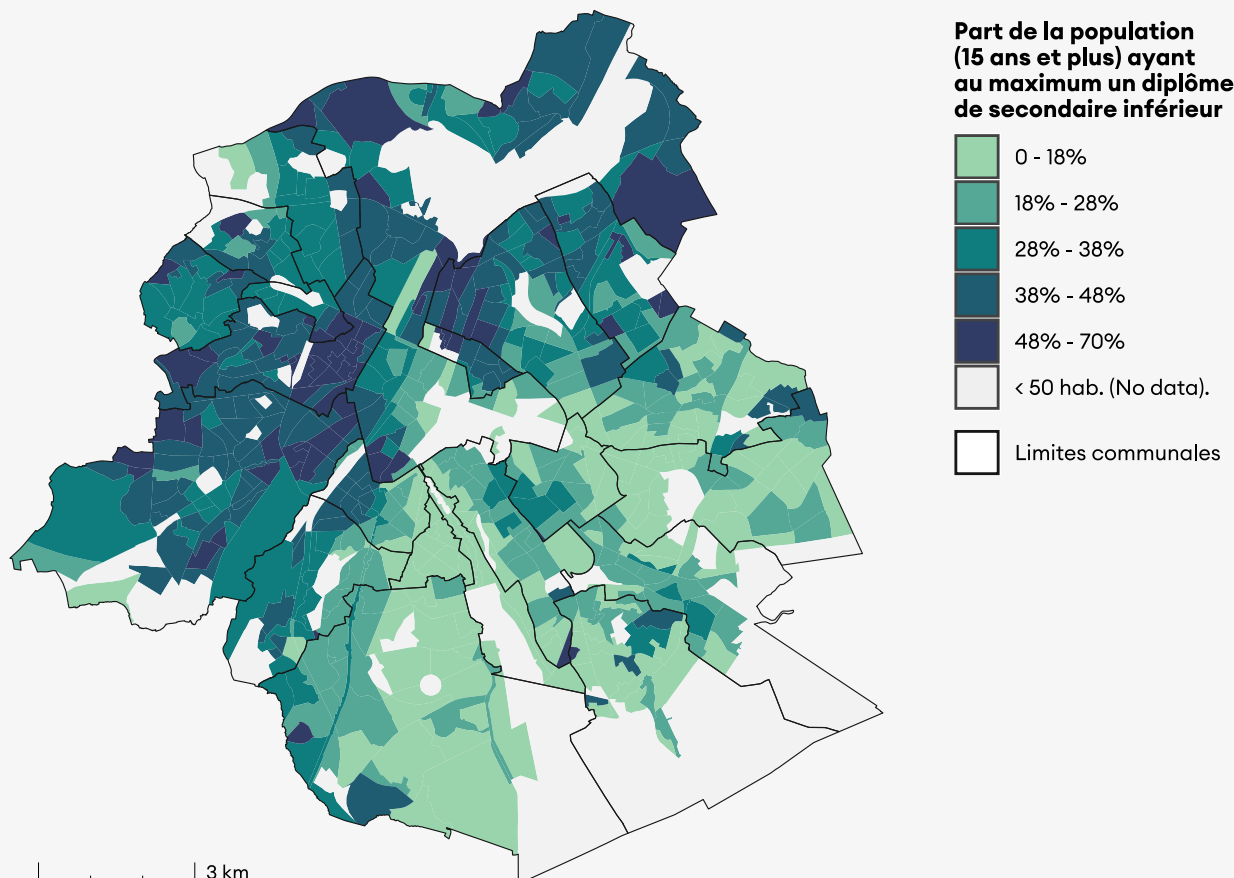 Part de la population
(15 ans et plus) ayant
au maximum un diplôme
de secondaire inférieur
0 - 18%
18% - 28%
28% - 38%
38% - 48%
48% - 70%
< 50 hab. (No data).
Limites communales
3 km